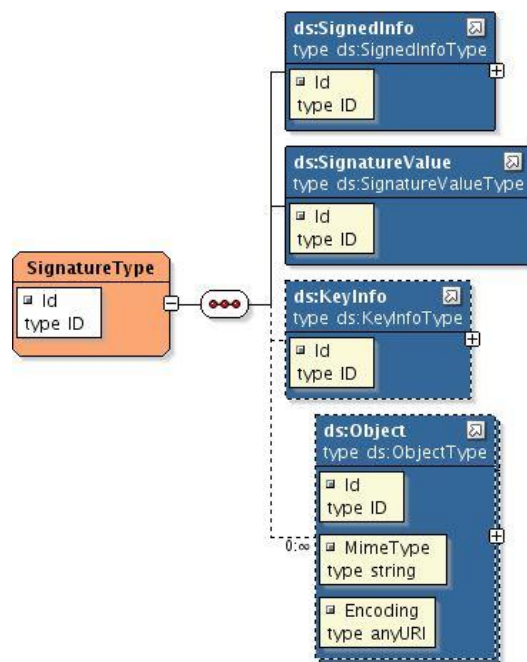 ds:SignedInfo
type ds:SignedInfoType
Id
type ID
ds:SignatureValue
type ds:SignatureValueType
Id
type ID
SignatureType
Id
type ID
ds:KeyInfo
type ds:KeyInfoType
Id
type ID
ds:Object
type ds:ObjectType
Id
type ID
0:∞
MimeType
type string
Encoding
type anyURI